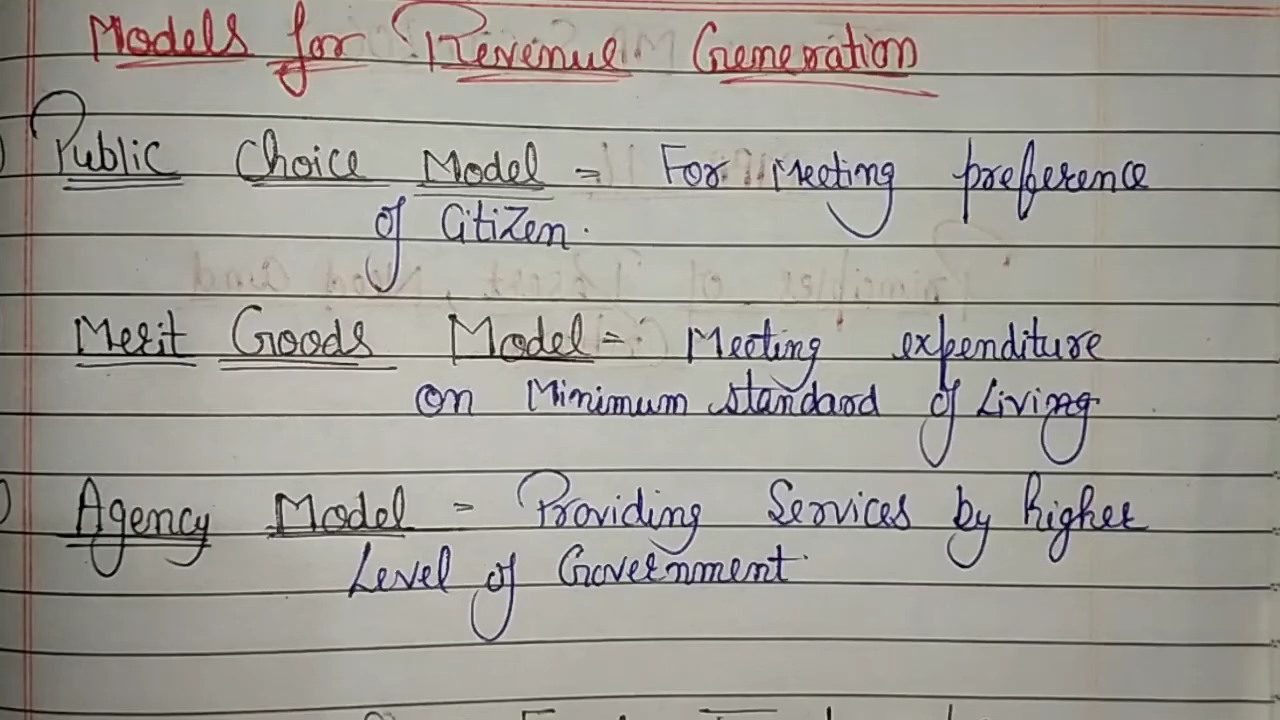 Models for Revenue Generation
Public Choice Model = For Meeting preference
of Citizen.
Merit Goods Model = Meeting expenditure
on Minimum standard of Living
Agency Model = Providing Services by higher
Level of Government